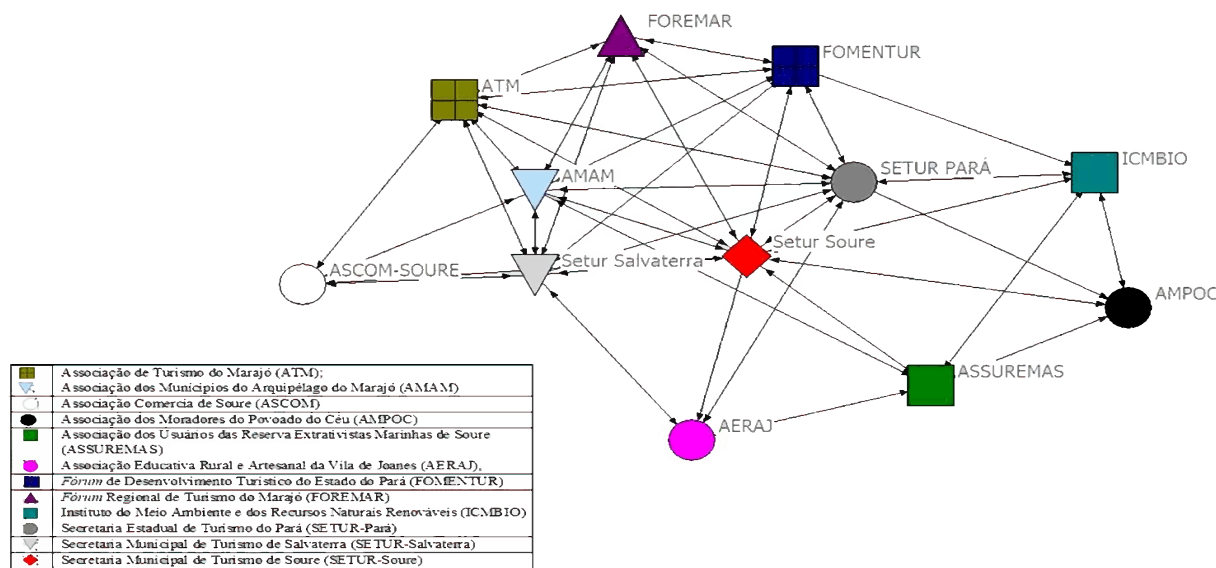 FOREMAR
FOMENTUR
ATM
ICMBIO
SETUR PARÁ
AMAM
Setur Soure
ASCOM-SOURE
Setur Salvaterra
AMPOC
ASSUREMAS
AERAJ
Associação de Turismo do Marajó (ATM);
Associação dos Municípios do Arquipélago do Marajó (AMAM)
Associação Comercia de Soure (ASCOM)
Associação dos Moradores do Povoado do Céu (AMPOC)
Associação dos Usuários das Reserva Extrativistas Marinhas de Soure
(ASSUREMAS)
Associação Educativa Rural e Artesanal da Vila de Joanes (AERAJ),
Fórum de Desenvolvimento Turístico do Estado do Pará (FOMENTUR)
Fórum Regional de Turismo do Marajó (FOREMAR)
Instituto do Meio Ambiente e dos Recursos Naturais Renováveis (ICMBIO)
Secretaria Estadual de Turismo do Pará (SETUR-Pará)
Secretaria Municipal de Turismo de Salvaterra (SETUR-Salvaterra)
Secretaria Municipal de Turismo de Soure (SETUR-Soure)